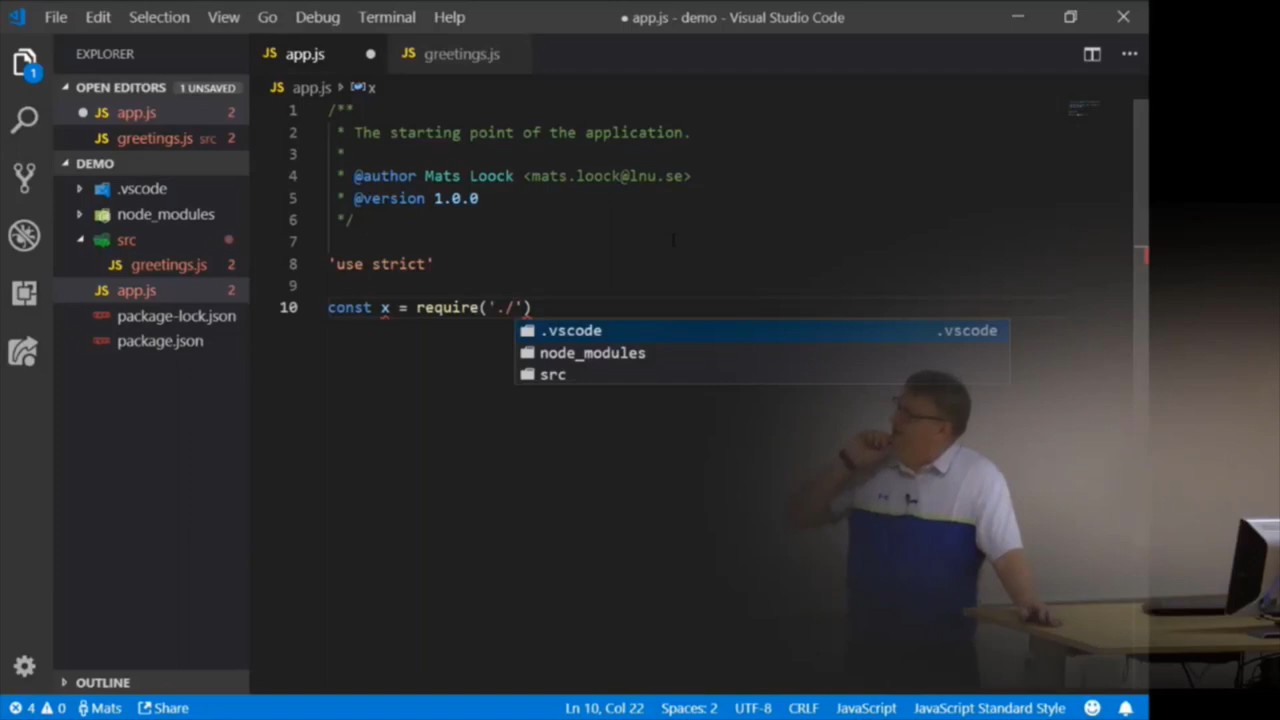 File Edit Selection View Go Debug Terminal Help ● app.js - demo - Visual Studio Code
EXPLORER
OPEN EDITORS 1 UNSAVED
JS app.js 2
JS greetings.js src 2
DEMO
.vscode
node_modules
src
JS greetings.js 2
JS app.js 2
package-lock.json
package.json
OUTLINE
JS app.js ● JS greetings.js
JS app.js x
1 /**
2 * The starting point of the application.
3 *
4 * @author Mats Loock <mats.loock@lnu.se>
5 * @version 1.0.0
6 */
7
8 'use strict'
9
10 const x = require('./')
.vscode .vscode
node_modules
src
1
4 0 Mats Share Ln 10, Col 22 Spaces: 2 UTF-8 CRLF JavaScript JavaScript Standard Style